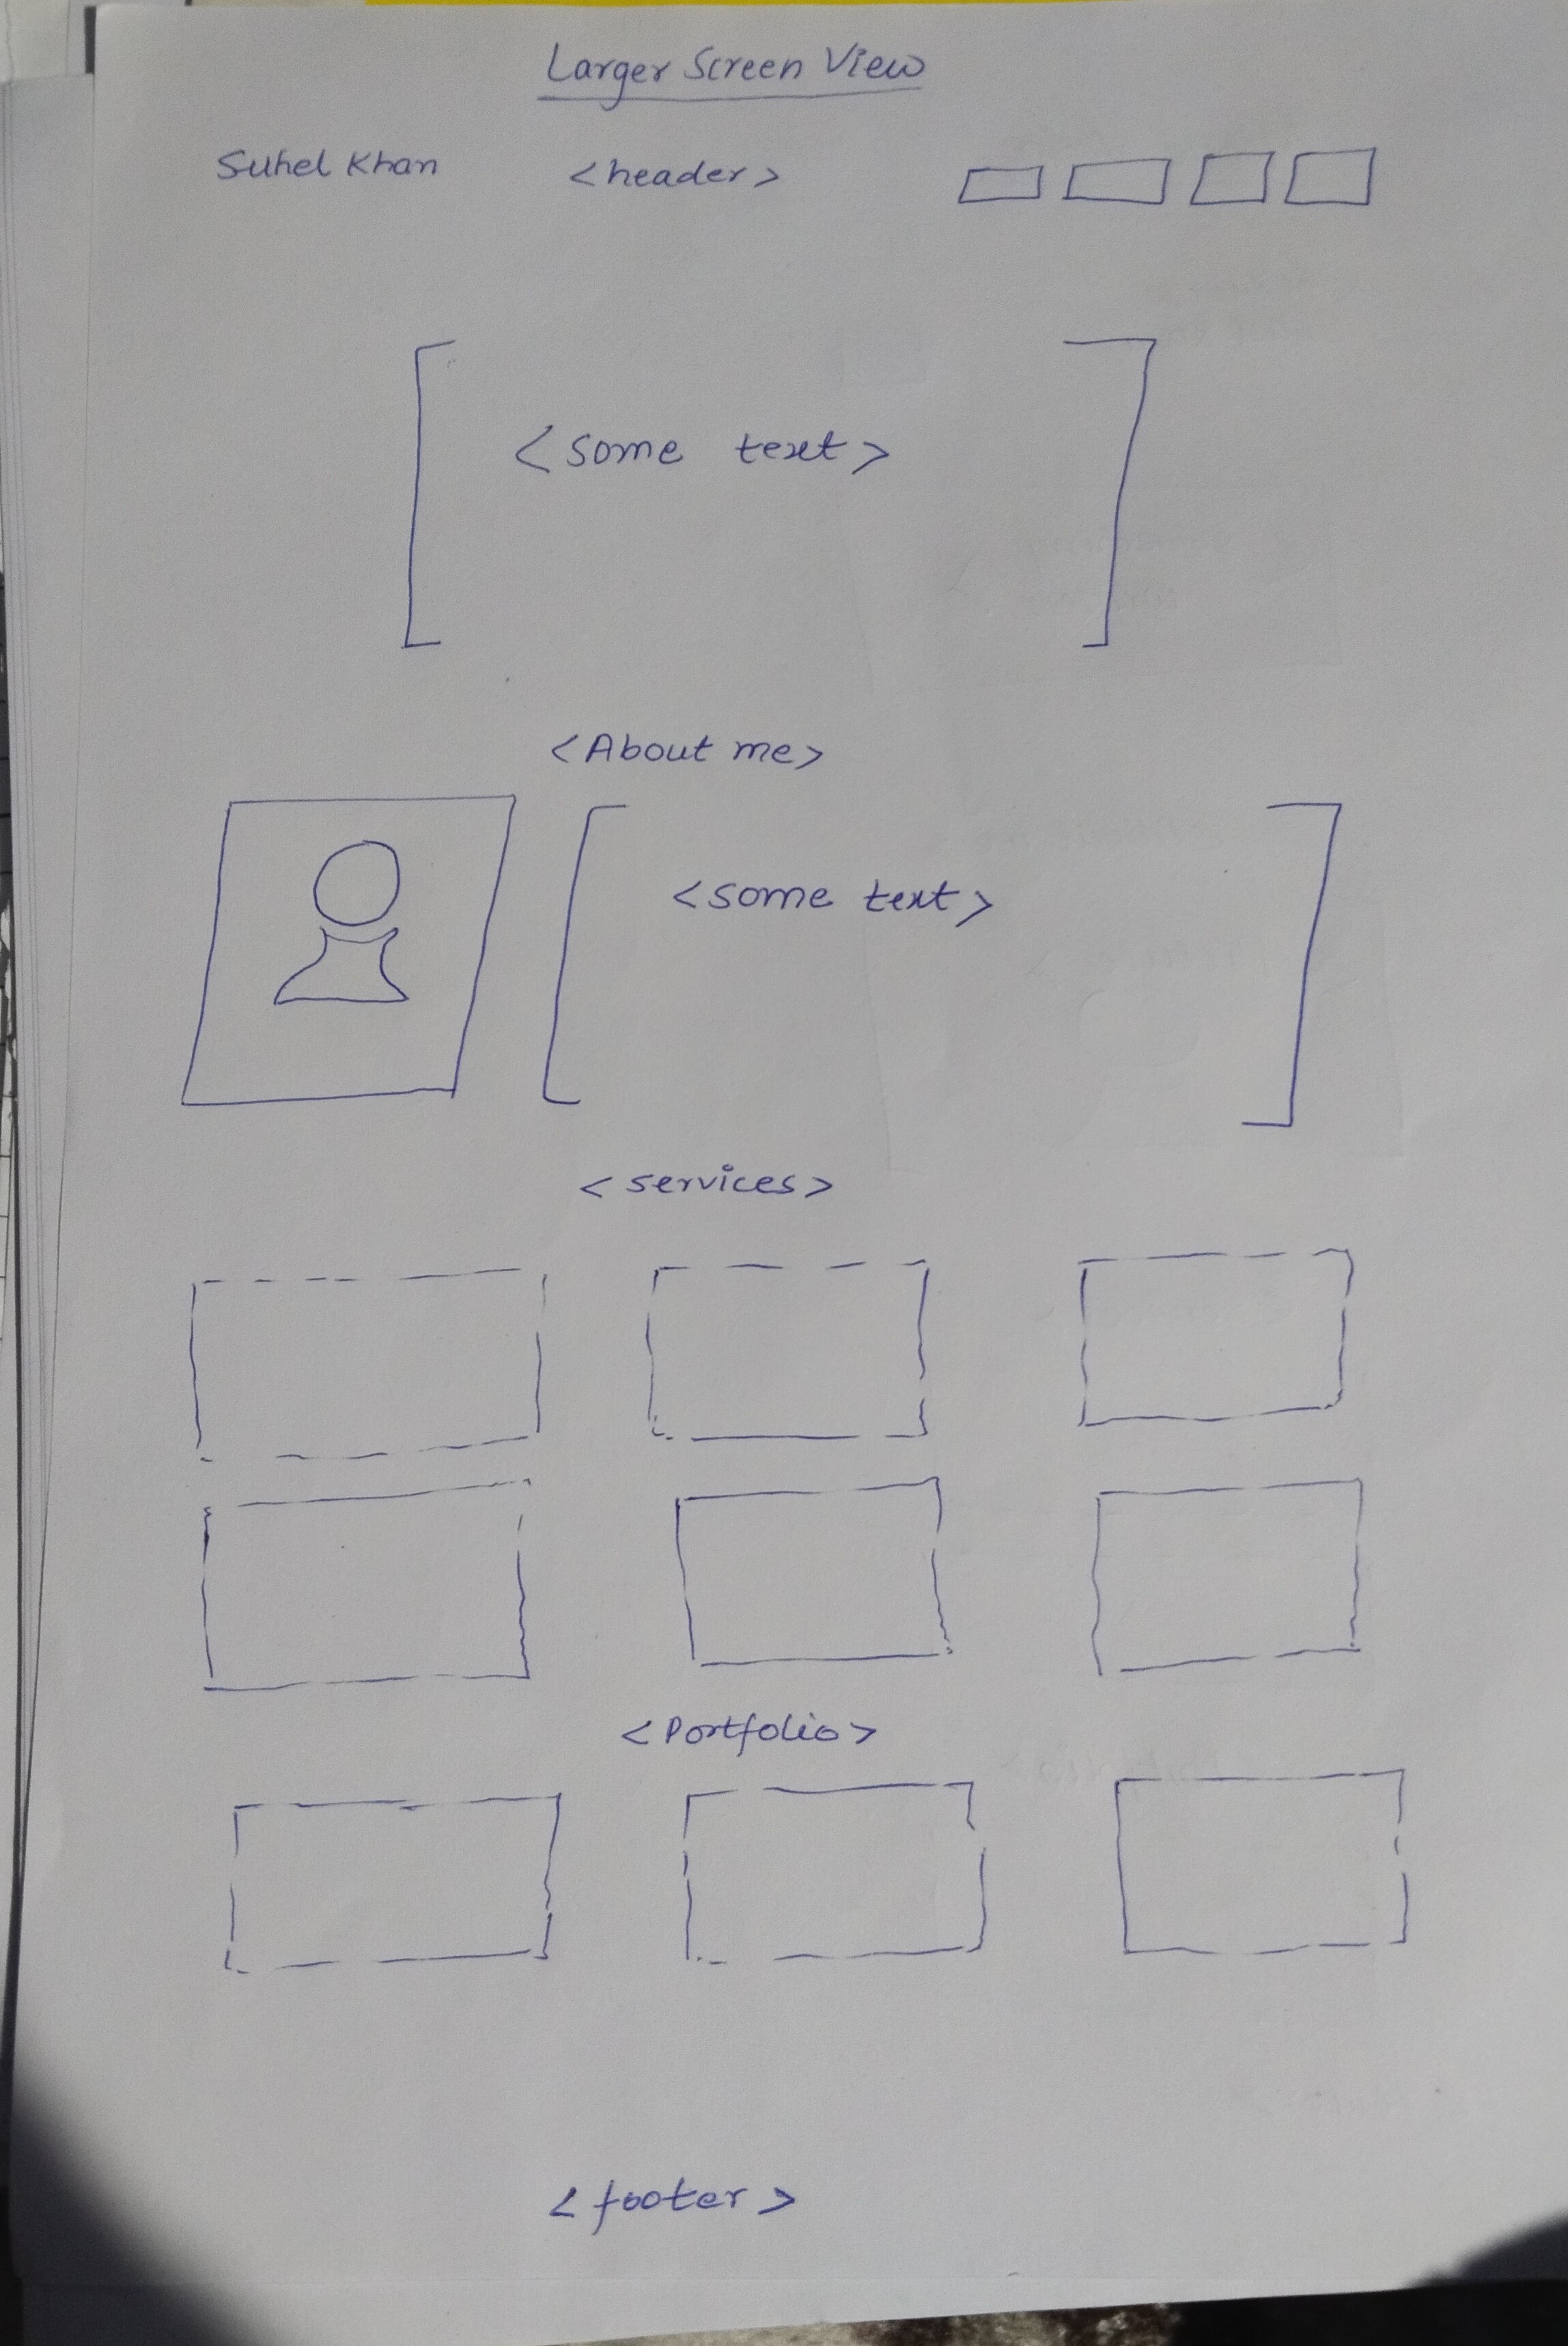 Larger Screen View
Suhel Khan <header>
<some text>
<About me>
<some text>
<services>
<Portfolio>
<footer>